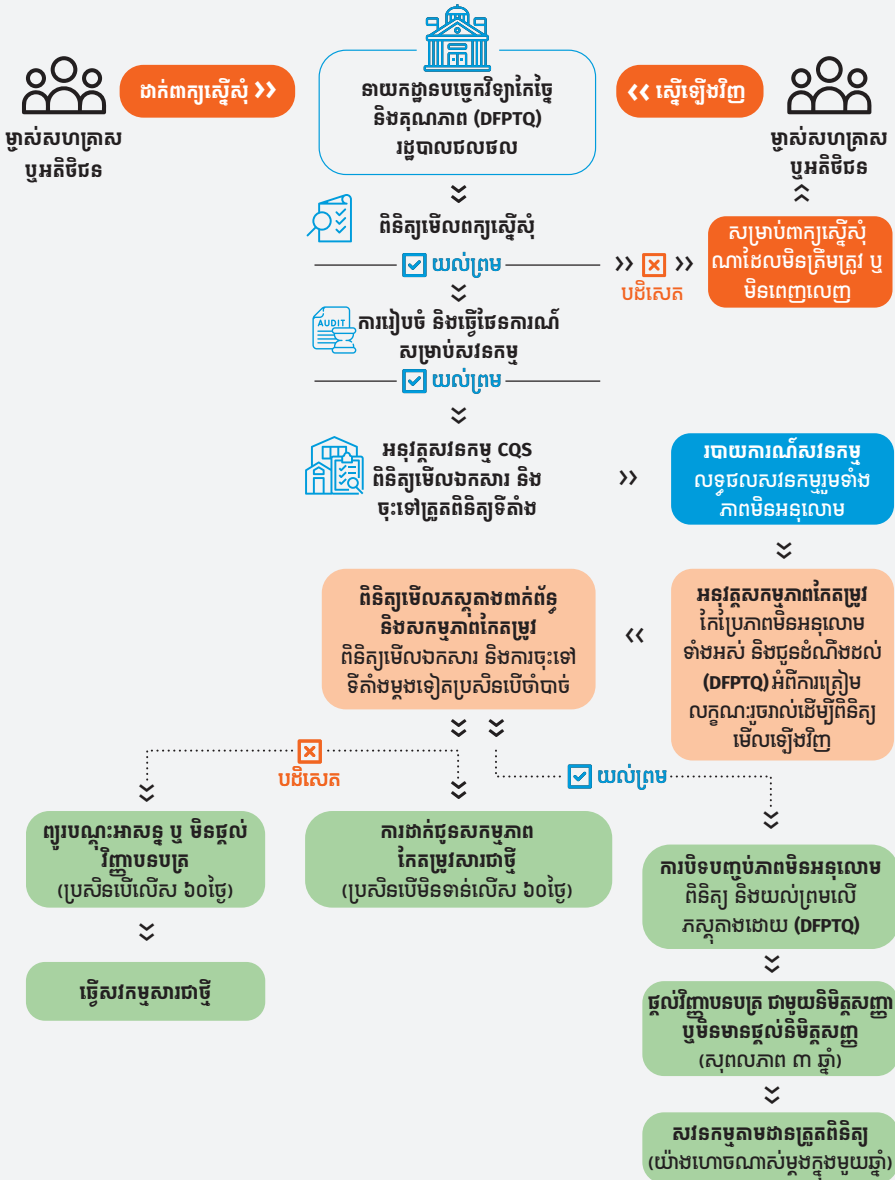 ដាក់ពាក្យស្នើសុំ >>
ម្ចាស់សហគ្រាស
ឬអតិថិជន
នាយកដ្ឋានបច្ចេកវិទ្យាកែច្នៃ
និងគុណភាព (DFPTQ)
រដ្ឋបាលជលផល
<< ស្នើឡើងវិញ
ម្ចាស់សហគ្រាស
ឬអតិថិជន
ពិនិត្យមើលពក្យស្នើសុំ
យល់ព្រម
បដិសេត
សម្រាប់ពាក្យស្នើសុំ
ណាដែលមិនត្រឹមត្រូវ ឬ
មិនពេញលេញ
AUDIT
ការរៀបចំ និងធ្វើផែនការណ៍
សម្រាប់សវនកម្ម
យល់ព្រម
អនុវត្តសវនកម្ម CQS
ពិនិត្យមើលឯកសារ និង
ចុះទៅត្រួតពិនិត្យទីតាំង
របាយការណ៍សវនកម្ម
លទ្ធផលសវនកម្មរួមទាំង
ភាពមិនអនុលោម
អនុវត្តសកម្មភាពកែតម្រូវ
កែប្រែភាពមិនអនុលោម
ទាំងអស់ និងជូនដំណឹងដល់
(DFPTQ) អំពីការត្រៀម
លក្ខណ:រួចរាល់ដើម្បីពិនិត្យ
មើលឡើងវិញ
ពិនិត្យមើលភស្តុតាងពាក់ព័ន្ធ
និងសកម្មភាពកែតម្រូវ
ពិនិត្យមើលឯកសារ និងការចុះទៅ
ទីតាំងម្តងទៀតប្រសិនបើចាំបាច់
បដិសេត
យល់ព្រម
ព្យួរបណ្តុះអាសន្ន ឬ មិនផ្តល់
វិញ្ញាបនបត្រ
(ប្រសិនបើលើស ៦០ថ្ងៃ)
ការដាក់ជូនសកម្មភាព
កែតម្រូវសារជាថ្មី
(ប្រសិនបើមិនទាន់លើស ៦០ថ្ងៃ)
ការបិទបញ្ចប់ភាពមិនអនុលោម
ពិនិត្យ និងយល់ព្រមលើ
ភស្តុតាងដោយ (DFPTQ)
ធ្វើសវកម្មសារជាថ្មី
ផ្តល់វិញ្ញាបនបត្រ ជាមួយនិមិត្តសញ្ញា
ឬមិនមានផ្តល់និមិត្តសញ្ញ
(សុពលភាព ៣ ឆ្នាំ)
សវនកម្មតាមដានត្រួតពិនិត្យ
(យ៉ាងហោចណាស់ម្តងក្នុងមួយឆ្នាំ)